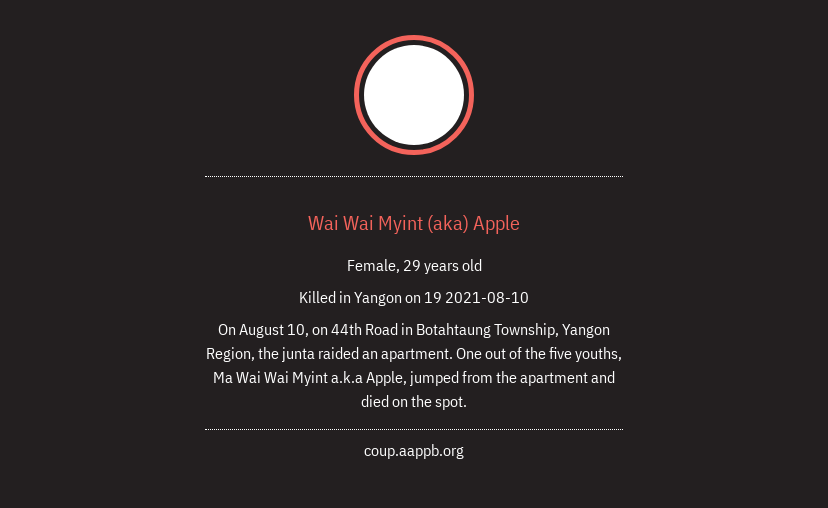 Wai Wai Myint (aka) Apple
Female, 29 years old
Killed in Yangon on 19 2021-08-10
On August 10, on 44th Road in Botahtaung Township, Yangon
Region, the junta raided an apartment. One out of the five youths,
Ma Wai Wai Myint a.k.a Apple, jumped from the apartment and
died on the spot.
coup.aappb.org